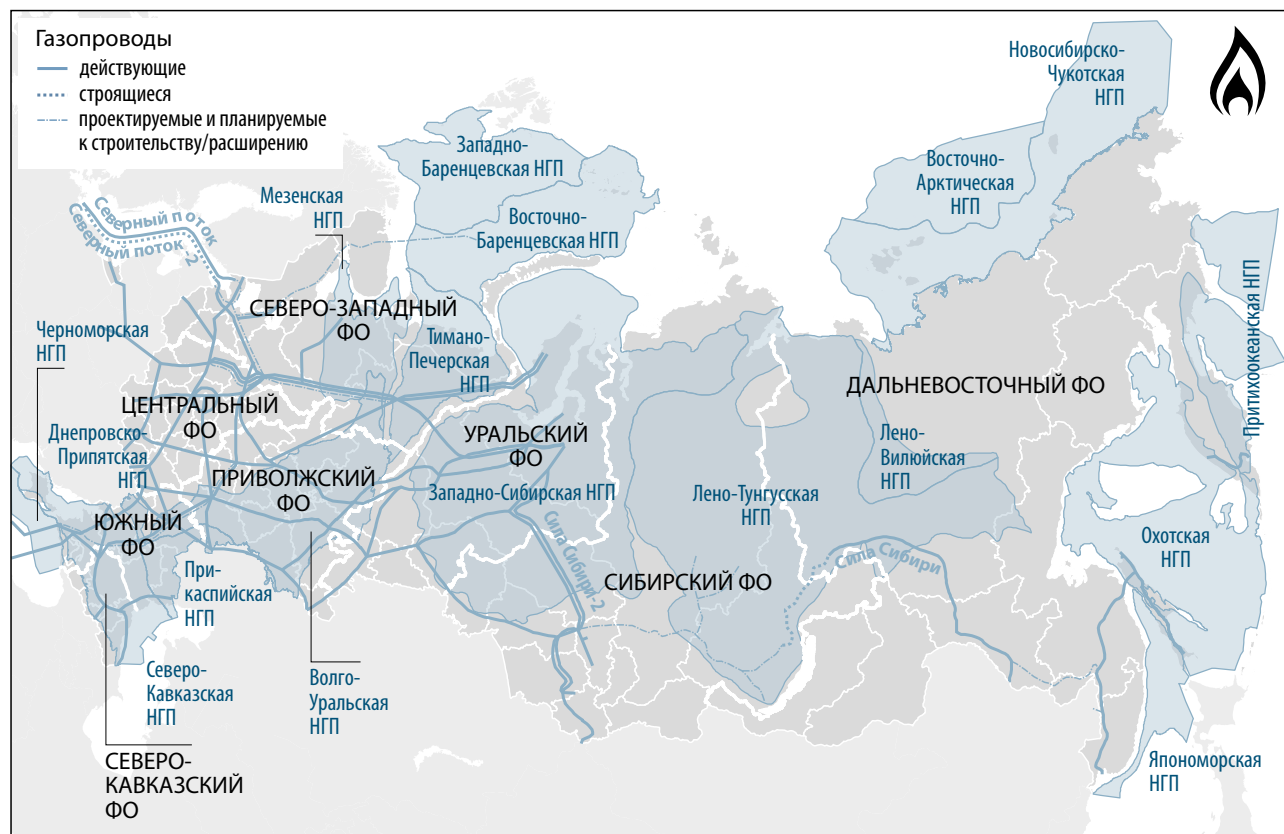 Газопроводы
действующие
строящиеся
проектируемые и планируемые
к строительству/расширению
Новосибирско-
Чукотская
НГП
Западно-
Баренцевская НГП
Восточно-
Арктическая
НГП
Мезенская
НГП
Восточно-
Баренцевская НГП
Северный поток
Северный поток
-2
СЕВЕРО-ЗАПАДНЫЙ
ФО
Черноморская
НГП
Тимано-
Печерская
НГП
Притихоокеанская НГП
ДАЛЬНЕВОСТОЧНЫЙ ФО
ЦЕНТРАЛЬНЫЙ
ФО
Днепровско-
Припятская
НГП
УРАЛЬСКИЙ
ФО
Лено-
Вилюйская
НГП
ПРИВОЛЖСКИЙ
ФО
Западно-Сибирская НГП
Лено-Тунгусская
НГП
ЮЖНЫЙ
ФО
Сила Сибири-2
Сила Сибири
Охотская
НГП
При-
каспийская
НГП
СИБИРСКИЙ ФО
Северо-
Кавказская
НГП
Волго-
Уральская
НГП
СЕВЕРО-
КАВКАЗСКИЙ
ФО
Япономорская
НГП